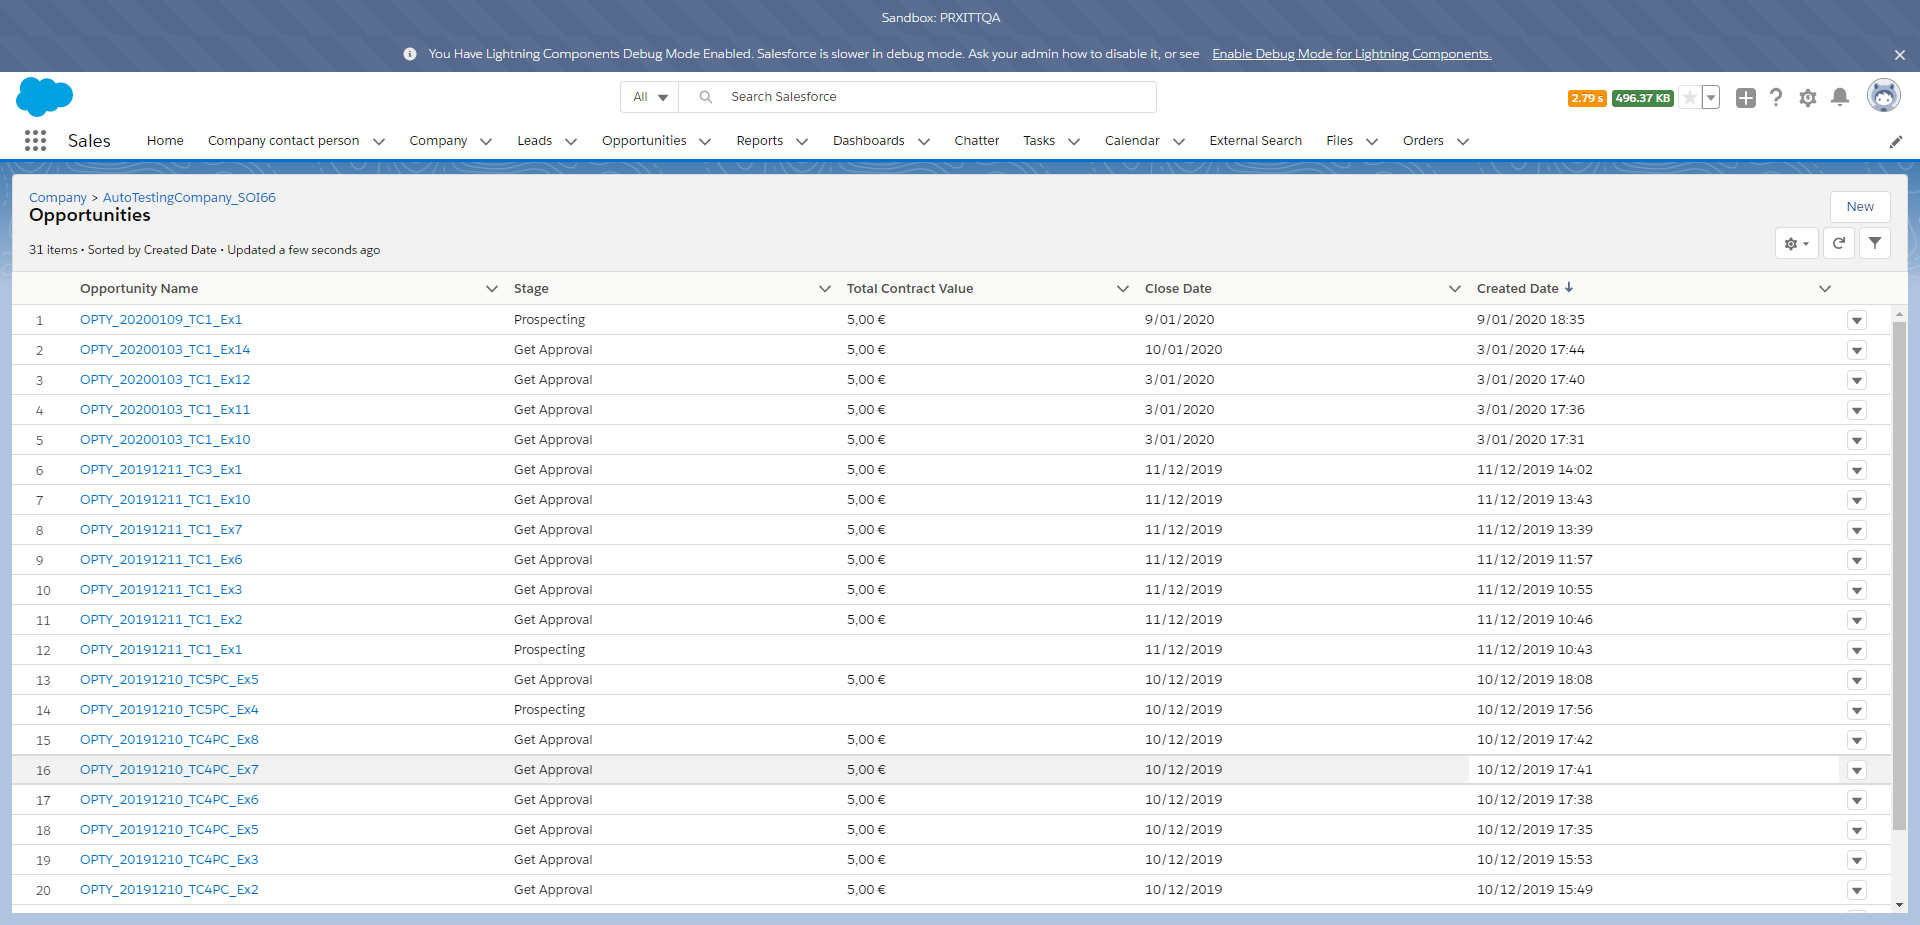 Sandbox: PRXITTQA
You Have Lightning Components Debug Mode Enabled. Salesforce is slower in debug mode. Ask your admin how to disable it, or see Enable Debug Mode for Lightning Components.
All Search Salesforce 2.79 s 496.37 KB
Sales Home Company contact person Company Leads Opportunities Reports Dashboards Chatter Tasks Calendar External Search Files Orders
Company > AutoTestingCompany_SOI66
Opportunities
New
31 items • Sorted by Created Date • Updated a few seconds ago
Opportunity Name Stage Total Contract Value Close Date Created Date
1 OPTY_20200109_TC1_Ex1 Prospecting 5,00 € 9/01/2020 9/01/2020 18:35
2 OPTY_20200103_TC1_Ex14 Get Approval 5,00 € 10/01/2020 3/01/2020 17:44
3 OPTY_20200103_TC1_Ex12 Get Approval 5,00 € 3/01/2020 3/01/2020 17:40
4 OPTY_20200103_TC1_Ex11 Get Approval 5,00 € 3/01/2020 3/01/2020 17:36
5 OPTY_20200103_TC1_Ex10 Get Approval 5,00 € 3/01/2020 3/01/2020 17:31
6 OPTY_20191211_TC3_Ex1 Get Approval 5,00 € 11/12/2019 11/12/2019 14:02
7 OPTY_20191211_TC1_Ex10 Get Approval 5,00 € 11/12/2019 11/12/2019 13:43
8 OPTY_20191211_TC1_Ex7 Get Approval 5,00 € 11/12/2019 11/12/2019 13:39
9 OPTY_20191211_TC1_Ex6 Get Approval 5,00 € 11/12/2019 11/12/2019 11:57
10 OPTY_20191211_TC1_Ex3 Get Approval 5,00 € 11/12/2019 11/12/2019 10:55
11 OPTY_20191211_TC1_Ex2 Get Approval 5,00 € 11/12/2019 11/12/2019 10:46
12 OPTY_20191211_TC1_Ex1 Prospecting 11/12/2019 11/12/2019 10:43
13 OPTY_20191210_TC5PC_Ex5 Get Approval 5,00 € 10/12/2019 10/12/2019 18:08
14 OPTY_20191210_TC5PC_Ex4 Prospecting 10/12/2019 10/12/2019 17:56
15 OPTY_20191210_TC4PC_Ex8 Get Approval 5,00 € 10/12/2019 10/12/2019 17:42
16 OPTY_20191210_TC4PC_Ex7 Get Approval 5,00 € 10/12/2019 10/12/2019 17:41
17 OPTY_20191210_TC4PC_Ex6 Get Approval 5,00 € 10/12/2019 10/12/2019 17:38
18 OPTY_20191210_TC4PC_Ex5 Get Approval 5,00 € 10/12/2019 10/12/2019 17:35
19 OPTY_20191210_TC4PC_Ex3 Get Approval 5,00 € 10/12/2019 10/12/2019 15:53
20 OPTY_20191210_TC4PC_Ex2 Get Approval 5,00 € 10/12/2019 10/12/2019 15:49